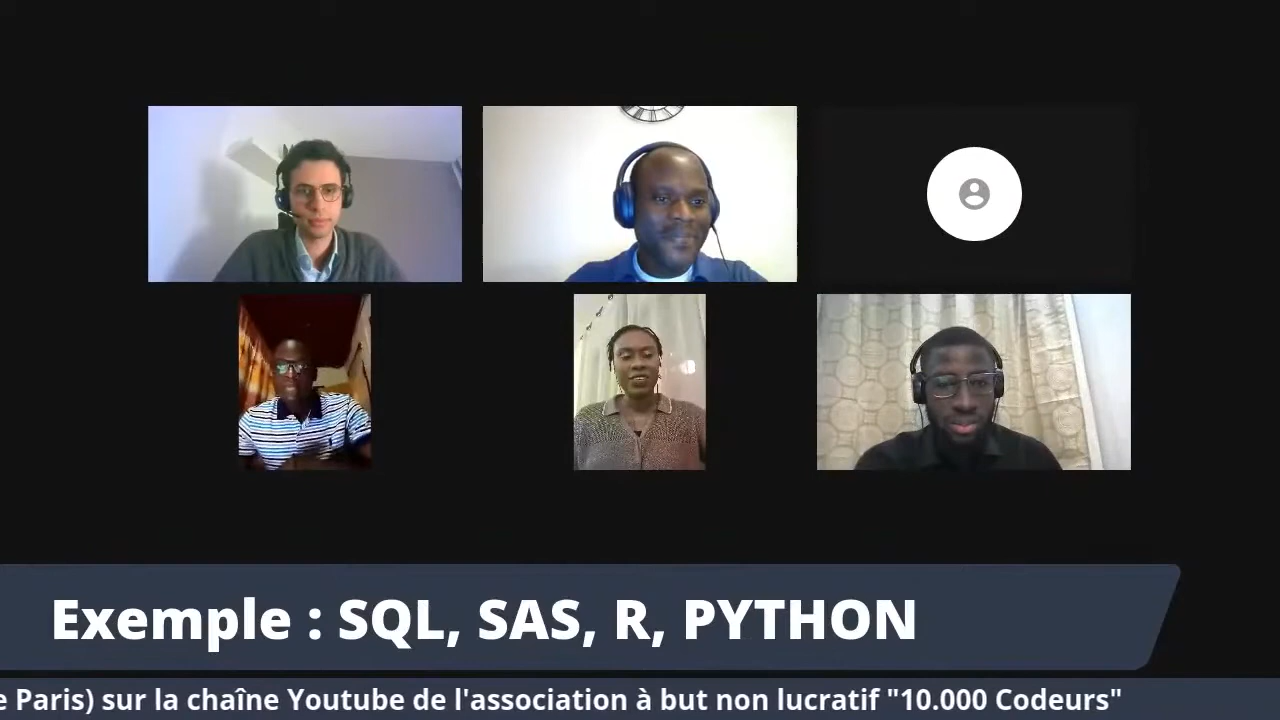 Exemple : SQL, SAS, R, PYTHON
e Paris) sur la chaîne Youtube de l'association à but non lucratif "10.000 Codeurs"